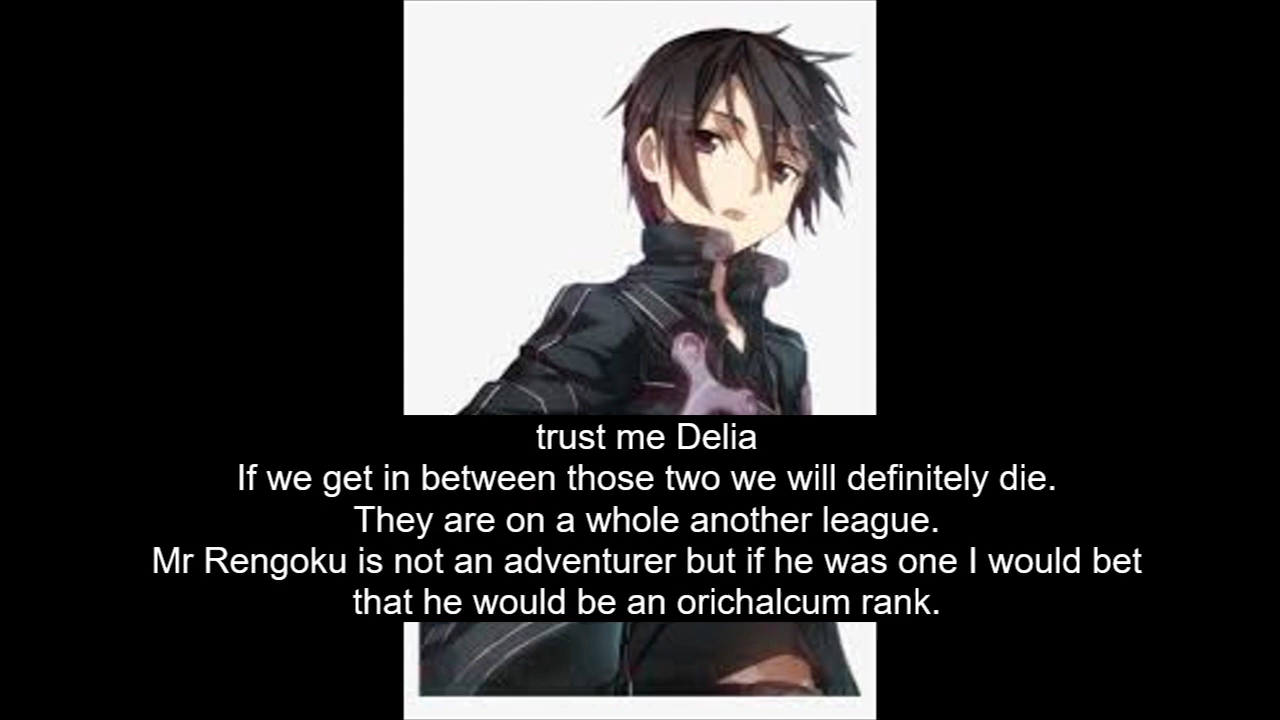 trust me Delia
If we get in between those two we will definitely die.
They are on a whole another league.
Mr Rengoku is not an adventurer but if he was one I would bet
that he would be an orichalcum rank.